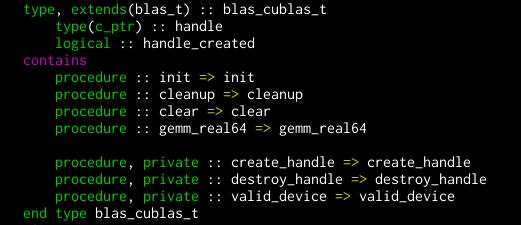 type, extends(blas_t) :: blas_cublas_t
    type(c_ptr) :: handle
    logical :: handle_created
contains
    procedure :: init => init
    procedure :: cleanup => cleanup
    procedure :: clear => clear
    procedure :: gemm_real64 => gemm_real64

    procedure, private :: create_handle => create_handle
    procedure, private :: destroy_handle => destroy_handle
    procedure, private :: valid_device => valid_device
end type blas_cublas_t